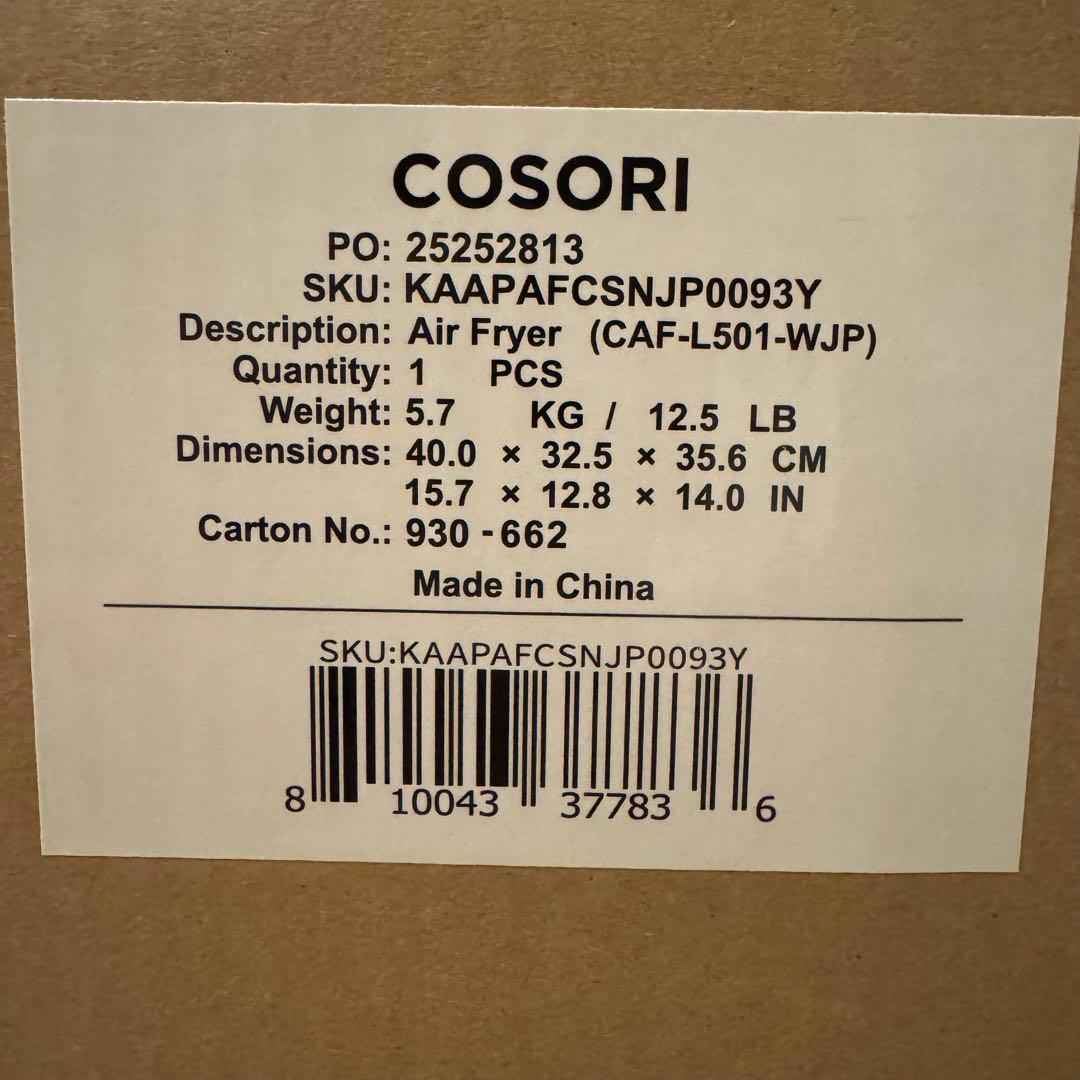 COSORI
PO: 25252813
SKU: KAAPAFCSNJP0093Y
Description: Air Fryer (CAF-L501-WJP)
Quantity: 1 PCS
Weight: 5.7 KG / 12.5 LB
Dimensions: 40.0 × 32.5 × 35.6 CM
15.7 × 12.8 × 14.0 IN
Carton No.: 930 - 662
Made in China
SKU:KAAPAFCSNJP0093Y
8 10043 37783 6